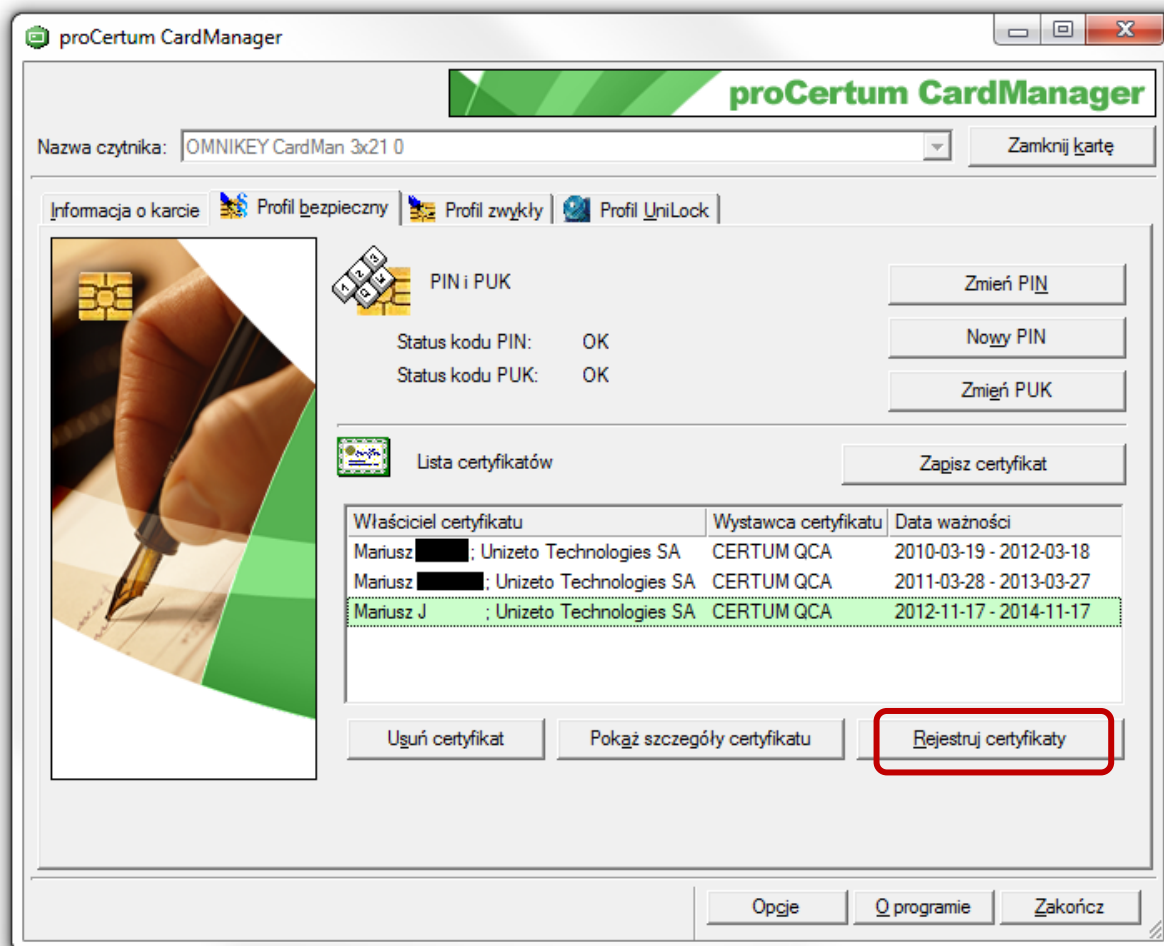 proCertum CardManager
proCertum CardManager
Nazwa czytnika: OMNIKEY CardMan 3x21 0 Zamknij kartę
Informacja o karcie Profil bezpieczny Profil zwykły Profil UniLock
PIN i PUK Zmień PIN
Status kodu PIN: OK Nowy PIN
Status kodu PUK: OK Zmień PUK
Lista certyfikatów Zapisz certyfikat
Właściciel certyfikatu Wystawca certyfikatu Data ważności
Mariusz ; Unizeto Technologies SA CERTUM QCA 2010-03-19 - 2012-03-18
Mariusz ; Unizeto Technologies SA CERTUM QCA 2011-03-28 - 2013-03-27
Mariusz J ; Unizeto Technologies SA CERTUM QCA 2012-11-17 - 2014-11-17
Usuń certyfikat Pokaż szczegóły certyfikatu Rejestruj certyfikaty
Opcje O programie Zakończ